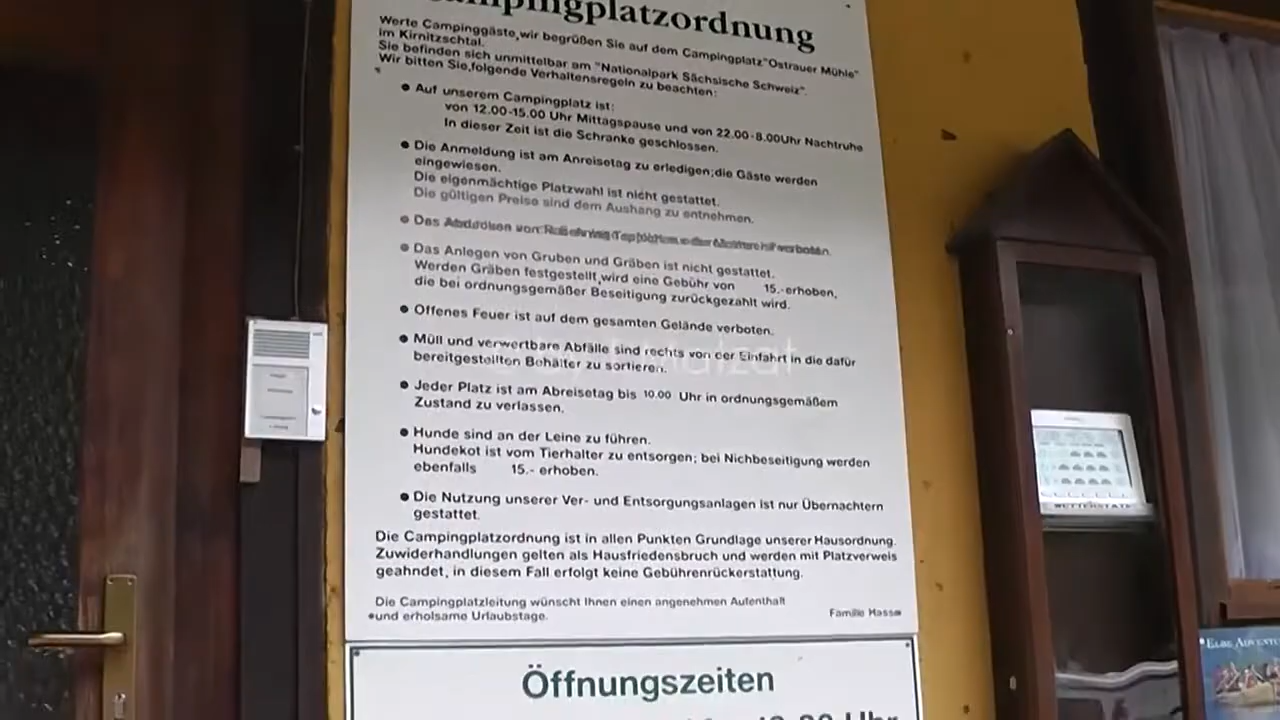 Campingplatzordnung
Werte Campinggäste,wir begrüßen Sie auf dem Campingplatz"Ostrauer Mühle"
im Kirnitzschtal.
Sie befinden sich unmittelbar am "Nationalpark Sächsische Schweiz".
Wir bitten Sie,folgende Verhaltensregeln zu beachten:
● Auf unserem Campingplatz ist:
von 12.00-15.00 Uhr Mittagspause und von 22.00-8.00Uhr Nachtruhe
In dieser Zeit ist die Schranke geschlossen.
● Die Anmeldung ist am Anreisetag zu erledigen;die Gäste werden
eingewiesen.
Die eigenmächtige Platzwahl ist nicht gestattet.
Die gültigen Preise sind dem Aushang zu entnehmen.
● Das von verboten.
● Das Anlegen von Gruben und Gräben ist nicht gestattet.
Werden Gräben festgestellt,wird eine Gebühr von 15.-erhoben,
die bei ordnungsgemäßer Beseitigung zurückgezahlt wird.
● Offenes Feuer ist auf dem gesamten Gelände verboten.
● Müll und verwertbare Abfälle sind rechts von der Einfahrt in die dafür
bereitgestellten Behälter zu sortieren.
● Jeder Platz ist am Abreisetag bis 10.00 Uhr in ordnungsgemäßem
Zustand zu verlassen.
● Hunde sind an der Leine zu führen.
Hundekot ist vom Tierhalter zu entsorgen; bei Nichbeseitigung werden
ebenfalls 15.- erhoben.
● Die Nutzung unserer Ver- und Entsorgungsanlagen ist nur Übernachtern
gestattet.
Die Campingplatzordnung ist in allen Punkten Grundlage unserer Hausordnung.
Zuwiderhandlungen gelten als Hausfriedensbruch und werden mit Platzverweis
geahndet, in diesem Fall erfolgt keine Gebührenrückerstattung.
Die Campingplatzleitung wünscht Ihnen einen angenehmen Aufenthalt
und erholsame Urlaubstage.
Familie Hasse
Öffnungszeiten
Uhr
WETTERSTATION
ELBE ADVENTU